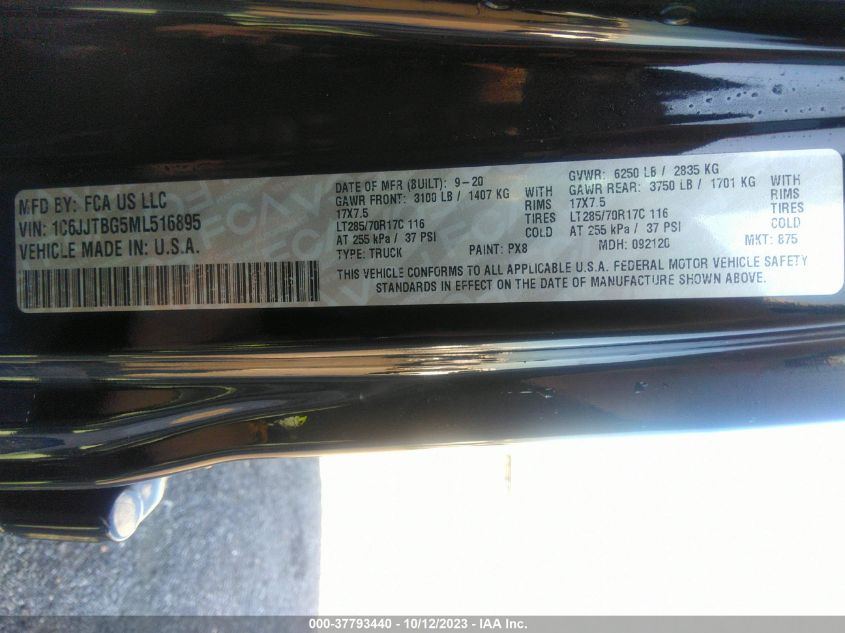 MFD BY: FCA US LLC
VIN: 1C6JJTBG5ML516895
VEHICLE MADE IN: U.S.A.
DATE OF MFR (BUILT): 9-20
GAWR FRONT: 3100 LB / 1407 KG WITH
17X7.5 RIMS
LT285/70R17C 116 TIRES
AT 255 kPa / 37 PSI COLD
TYPE: TRUCK PAINT: PX8
GVWR: 6250 LB / 2835 KG
GAWR REAR: 3750 LB / 1701 KG WITH
17X7.5 RIMS
LT285/70R17C 116 TIRES
AT 255 kPa / 37 PSI COLD
MDH: 092120 MKT: 875
THIS VEHICLE CONFORMS TO ALL APPLICABLE U.S.A. FEDERAL MOTOR VEHICLE SAFETY
STANDARDS IN EFFECT ON THE DATE OF MANUFACTURE SHOWN ABOVE.
000-37793440 - 10/12/2023 - IAA Inc.